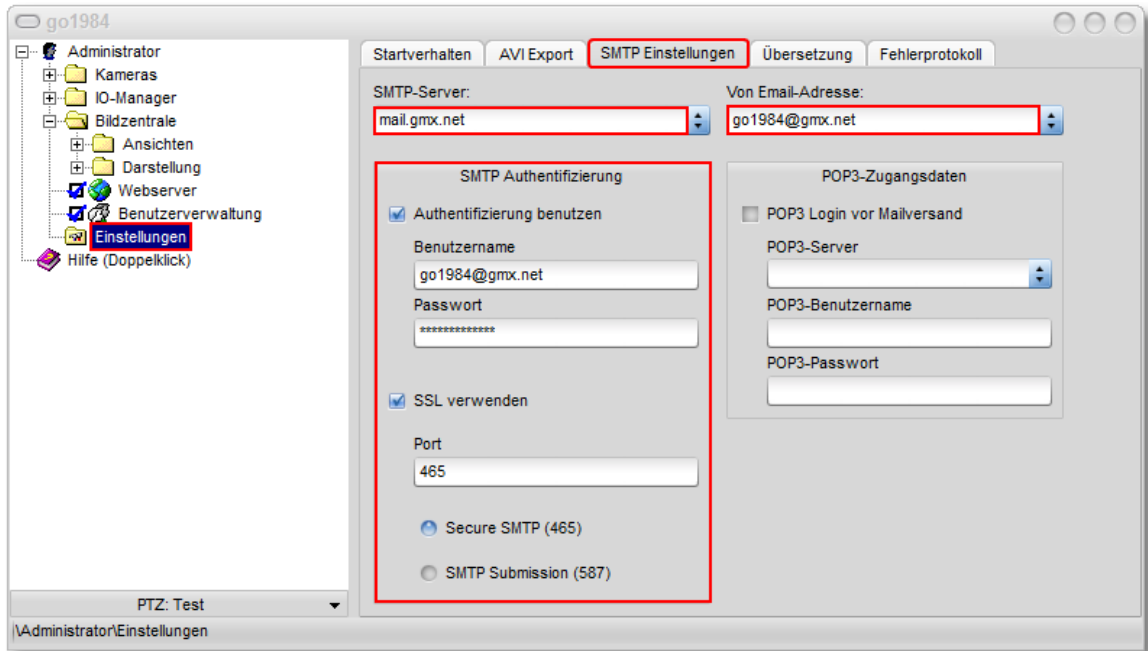 go1984
Administrator
Kameras
IO-Manager
Bildzentrale
Ansichten
Darstellung
Webserver
Benutzerverwaltung
Einstellungen
Hilfe (Doppelklick)
PTZ: Test
Startverhalten
AVI Export
SMTP Einstellungen
Übersetzung
Fehlerprotokoll
SMTP-Server:
mail.gmx.net
Von Email-Adresse:
go1984@gmx.net
SMTP Authentifizierung
Authentifizierung benutzen
Benutzername
go1984@gmx.net
Passwort
*************
SSL verwenden
Port
465
Secure SMTP (465)
SMTP Submission (587)
POP3-Zugangsdaten
POP3 Login vor Mailversand
POP3-Server
POP3-Benutzername
POP3-Passwort
\Administrator\Einstellungen